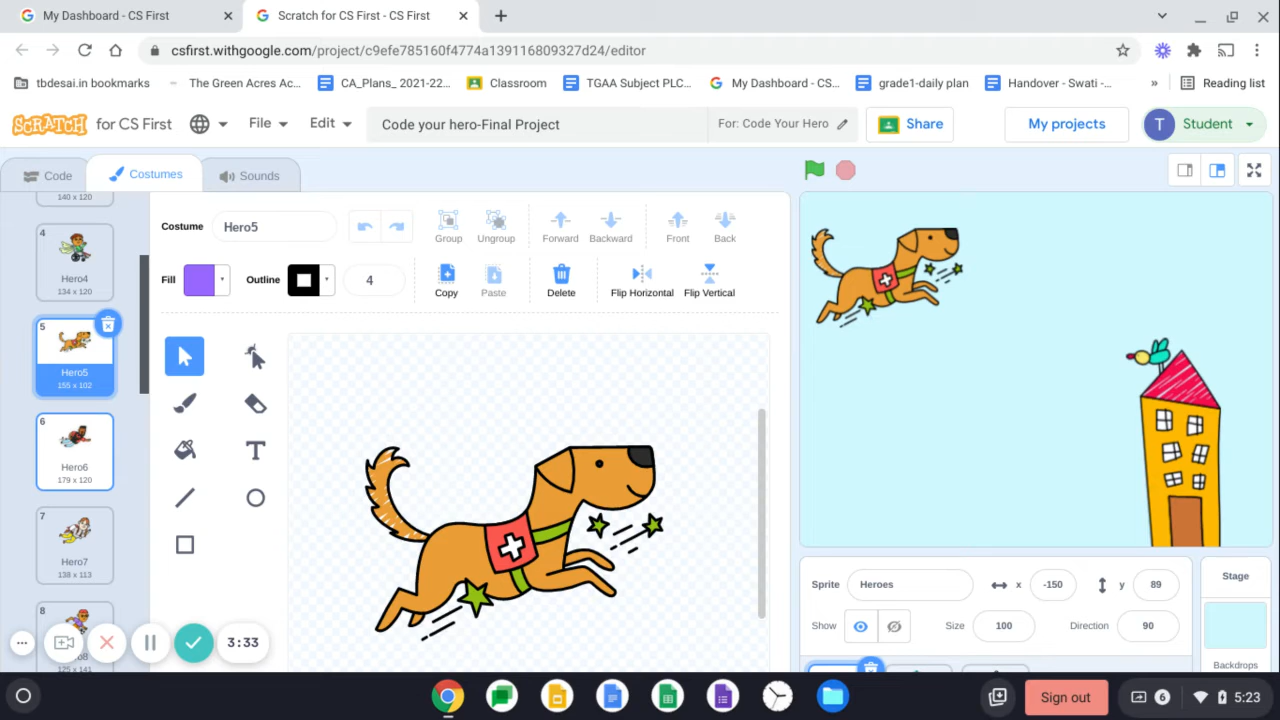 My Dashboard - CS First
Scratch for CS First - CS First
csfirst.withgoogle.com/project/c9efe785160f4774a139116809327d24/editor
tbdesai.in bookmarks
The Green Acres Ac...
CA_Plans_ 2021-22...
Classroom
TGAA Subject PLC...
My Dashboard - CS...
grade1-daily plan
Handover - Swati -...
»
Reading list
SCRATCH for CS First
File
Edit
Code your hero-Final Project
For: Code Your Hero
Share
My projects
T Student
Code
Costumes
Sounds
140 x 120
4
Hero4
134 x 120
5
Hero5
155 x 102
6
Hero6
179 x 120
7
Hero7
138 x 113
8
125 x 141
Costume
Hero5
Group
Ungroup
Forward
Backward
Front
Back
Fill
Outline
4
Copy
Paste
Delete
Flip Horizontal
Flip Vertical
T
3:33
Sprite
Heroes
x
-150
y
89
Show
Size
100
Direction
90
Stage
Backdrops
Sign out
6
5:23